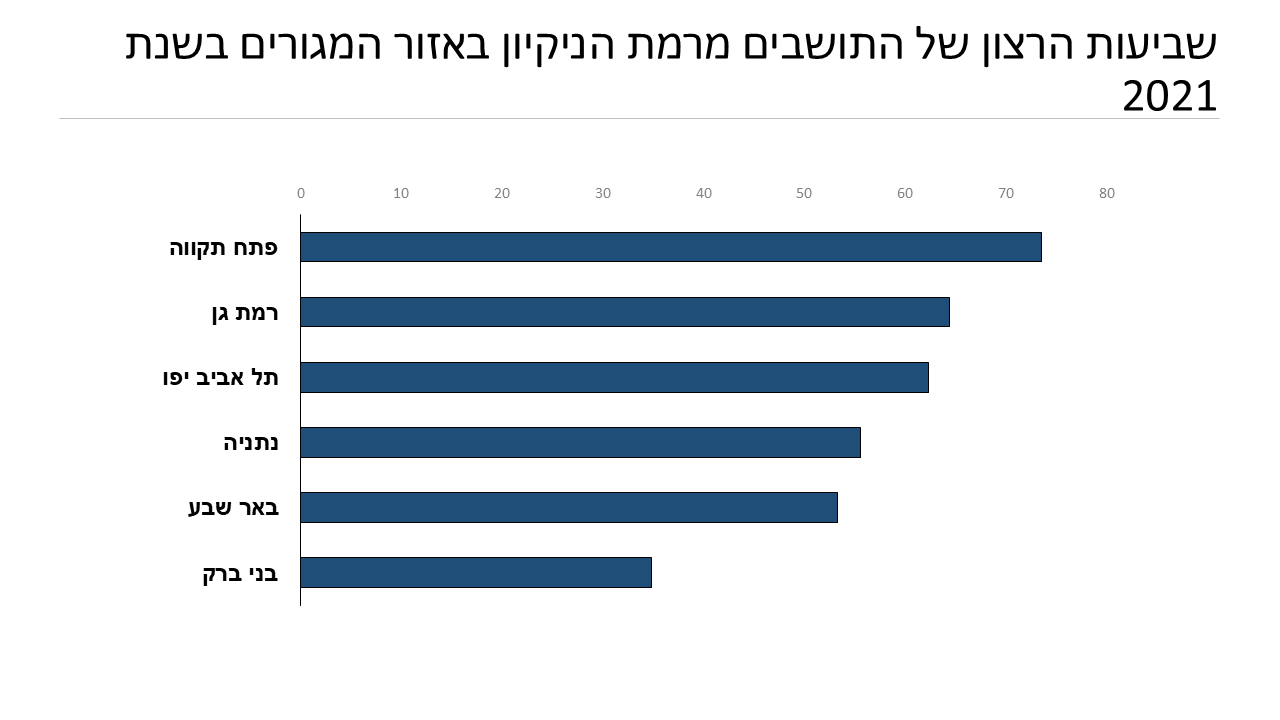 שביעות הרצון של התושבים מרמת הניקיון באזור המגורים בשנת
2021
0 10 20 30 40 50 60 70 80
פתח תקווה
רמת גן
תל אביב יפו
נתניה
באר שבע
בני ברק